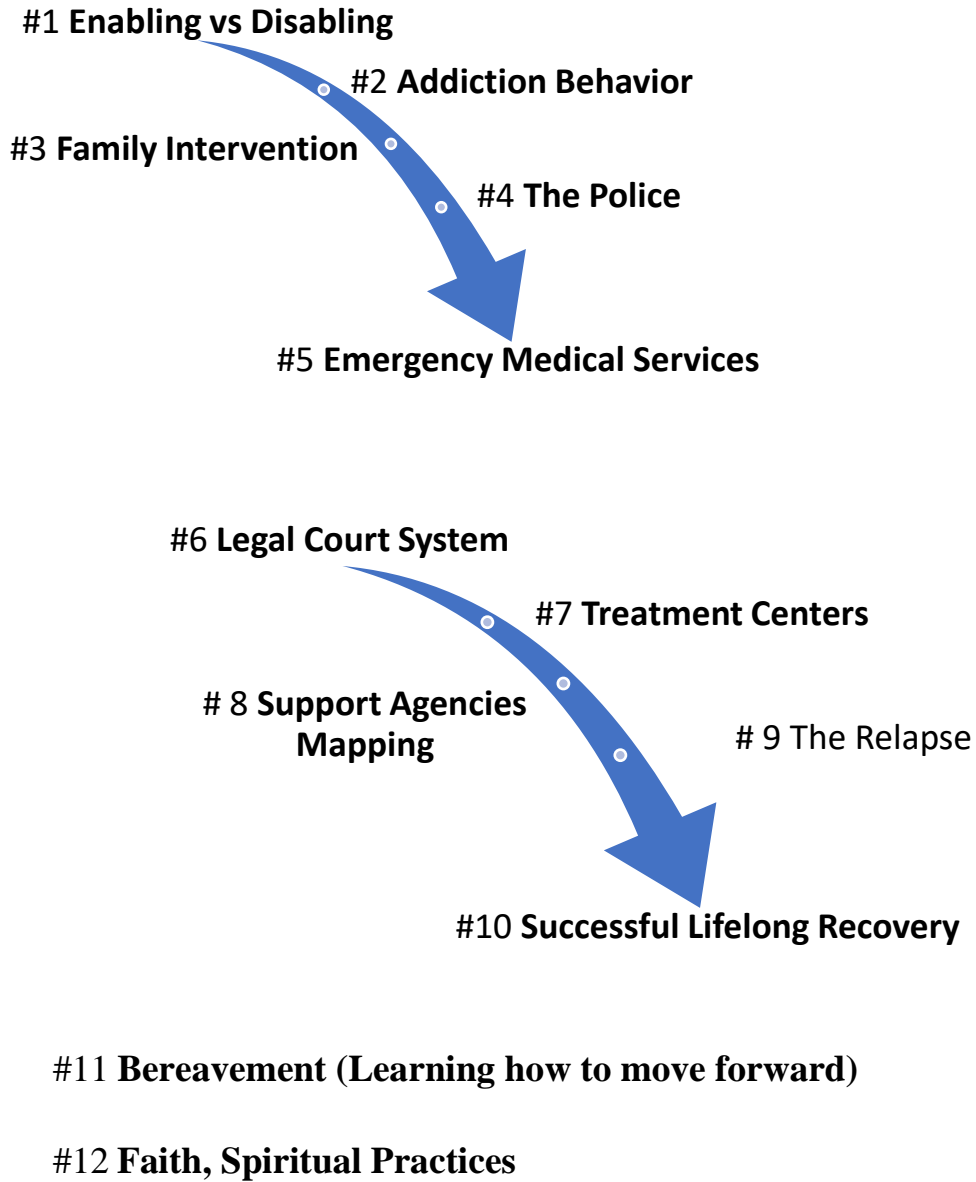 #1 Enabling vs Disabling
#2 Addiction Behavior
#3 Family Intervention
#4 The Police
#5 Emergency Medical Services
#6 Legal Court System
#7 Treatment Centers
# 8 Support Agencies
Mapping
# 9 The Relapse
#10 Successful Lifelong Recovery
#11 Bereavement (Learning how to move forward)
#12 Faith, Spiritual Practices